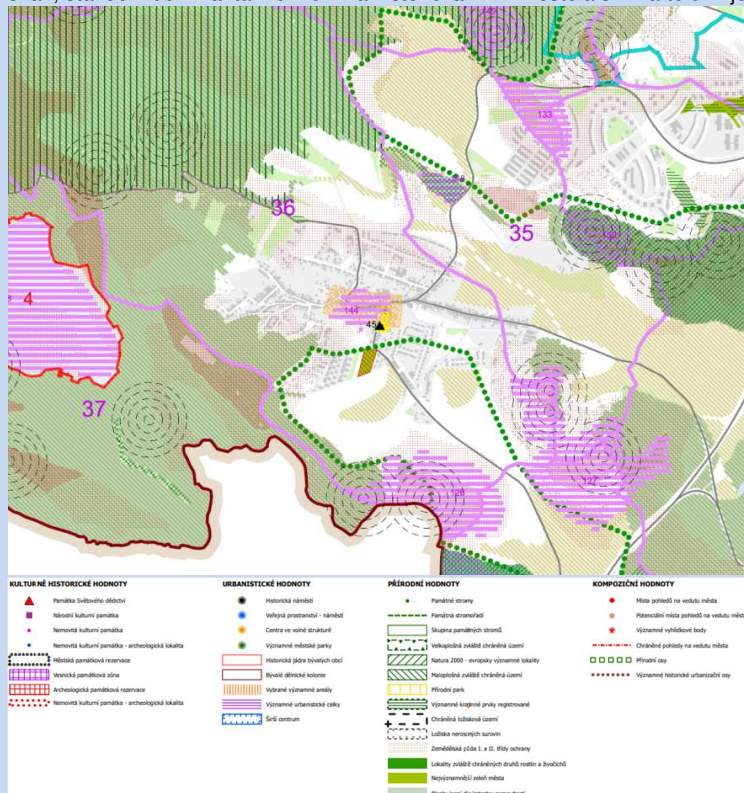 133
36
35
4
144
45
37
120
KULTURNĚ HISTORICKÉ HODNOTY
Památka Světového dědictví
Národní kulturní památka
Nemovitá kulturní památka
Nemovitá kulturní památka - archeologická lokalita
Městská památková rezervace
Vesnická památková zóna
Archeologická památková rezervace
Nemovitá kulturní památka - archeologická lokalita
URBANISTICKÉ HODNOTY
Historická náměstí
Veřejná prostranství - náměstí
Centra ve volné struktuře
Významné městské parky
Historická jádra bývalých obcí
Bývalé dělnické kolonie
Vybrané významné areály
Významné urbanistické celky
Širší centrum
PŘÍRODNÍ HODNOTY
Památné stromy
Památná stromořadí
Skupina památných stromů
Velkoplošná zvláště chráněné území
Natura 2000 - evropsky významné lokality
Maloplošná zvláště chráněné území
Přírodní park
Významné krajinné prvky registrované
Chráněná ložisková území
Ložiska nerostných surovin
Zemědělská půda I. a II. třídy ochrany
Lokality zvláště chráněných druhů rostlin a živočichů
Nejvýznamnější zeleň města
KOMPOZIČNÍ HODNOTY
Místa pohledů na vedutu města
Potenciální místa pohledů na vedutu města
Významné vyhlídkové body
Chráněné pohledy na vedutu města
Přírodní osy
Významné historické urbanizační osy